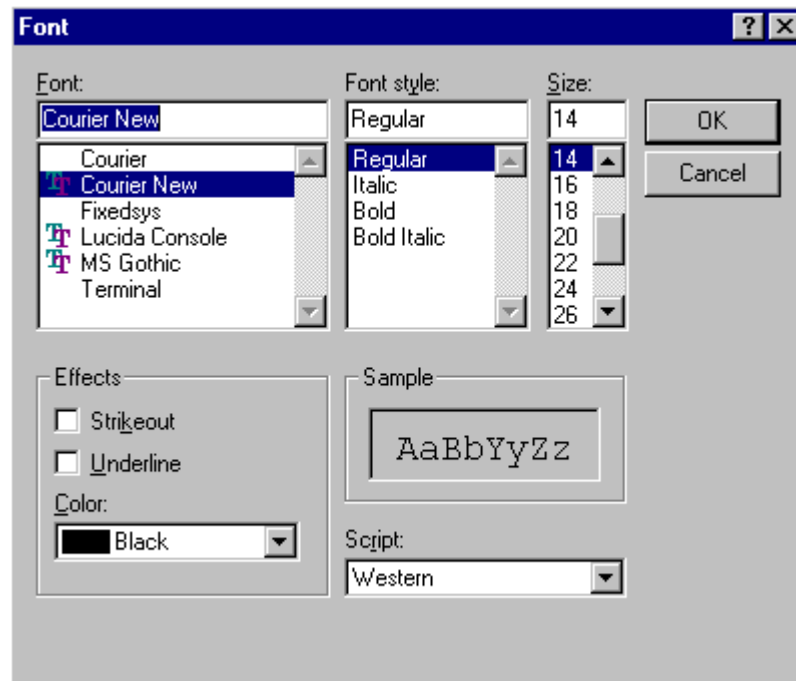 Font
Font:
Courier New
Courier
Courier New
Fixedsys
Lucida Console
MS Gothic
Terminal
Font style:
Regular
Regular
Italic
Bold
Bold Italic
Size:
14
14
16
18
20
22
24
26
OK
Cancel
Effects
Strikeout
Underline
Color:
Black
Sample
AaBbYyZz
Script:
Western